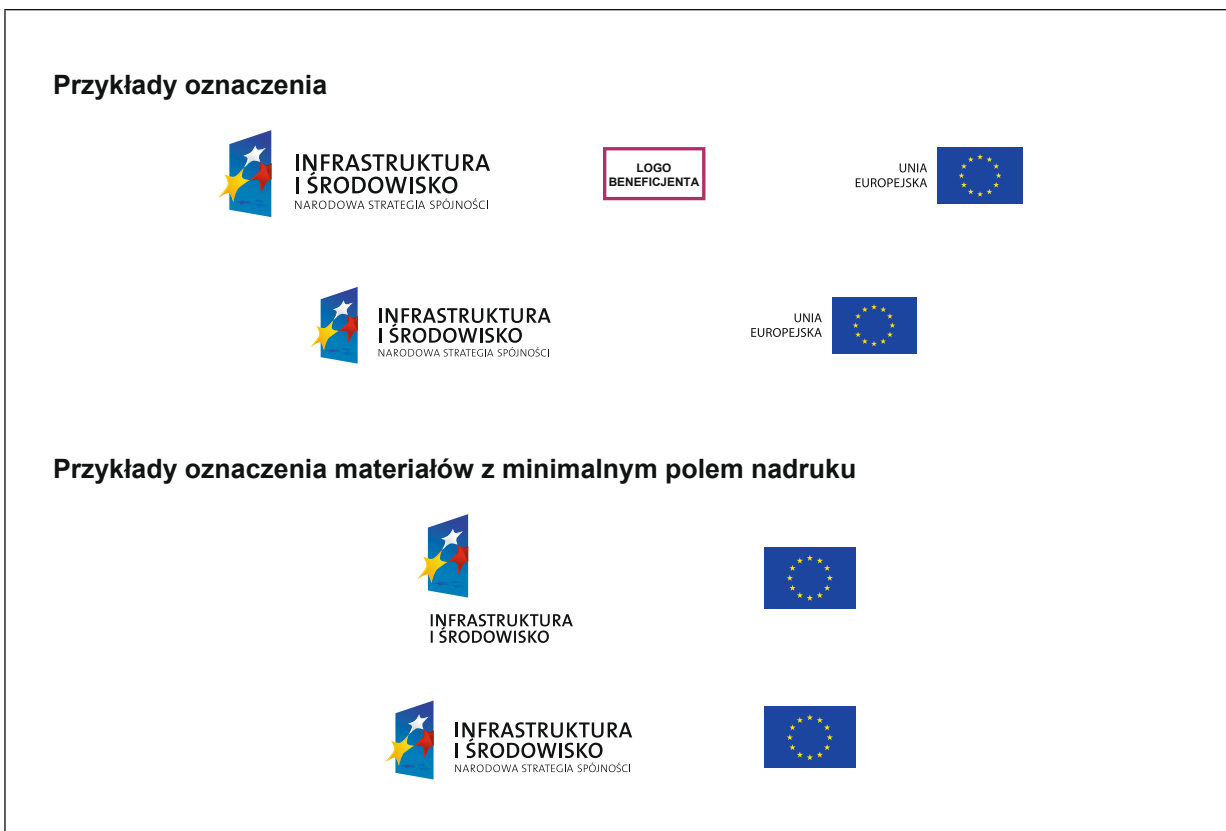 Przykłady oznaczenia
INFRASTRUKTURA
I ŚRODOWISKO
NARODOWA STRATEGIA SPÓJNOŚCI
LOGO
BENEFICJENTA
UNIA
EUROPEJSKA
INFRASTRUKTURA
I ŚRODOWISKO
NARODOWA STRATEGIA SPÓJNOŚCI
UNIA
EUROPEJSKA
Przykłady oznaczenia materiałów z minimalnym polem nadruku
INFRASTRUKTURA
I ŚRODOWISKO
INFRASTRUKTURA
I ŚRODOWISKO
NARODOWA STRATEGIA SPÓJNOŚCI